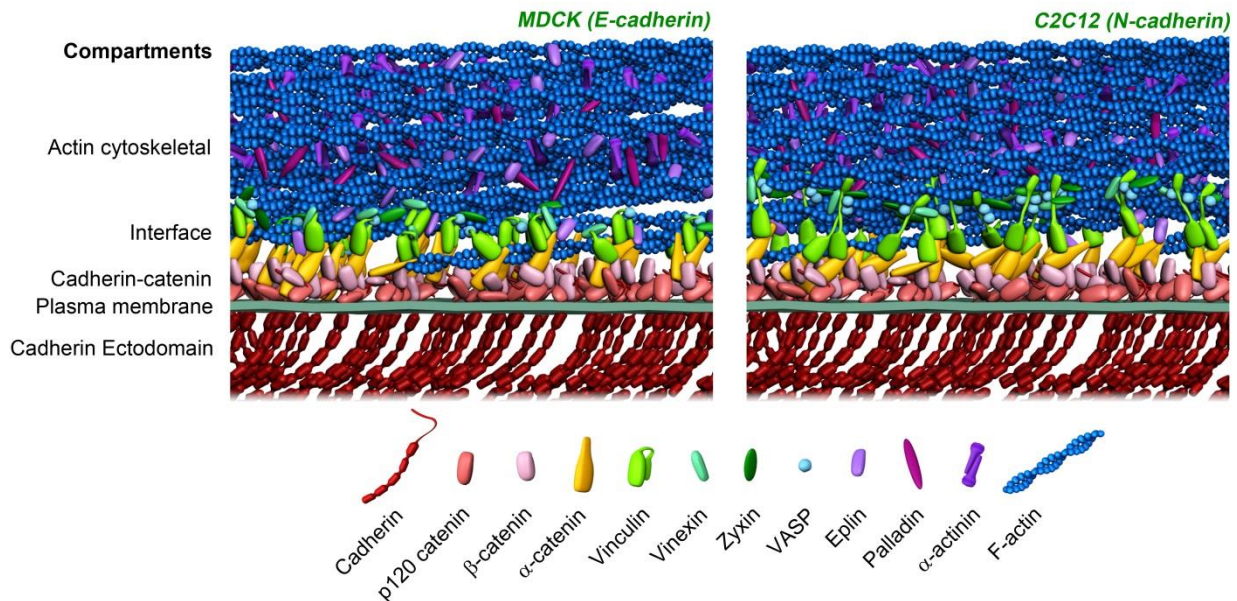 MDCK (E-cadherin)
C2C12 (N-cadherin)
Compartments
Actin cytoskeletal
Interface
Cadherin-catenin
Plasma membrane
Cadherin Ectodomain
Cadherin
p120 catenin
β-catenin
α-catenin
Vinculin
Vinexin
Zyxin
VASP
Eplin
Palladin
α-actinin
F-actin